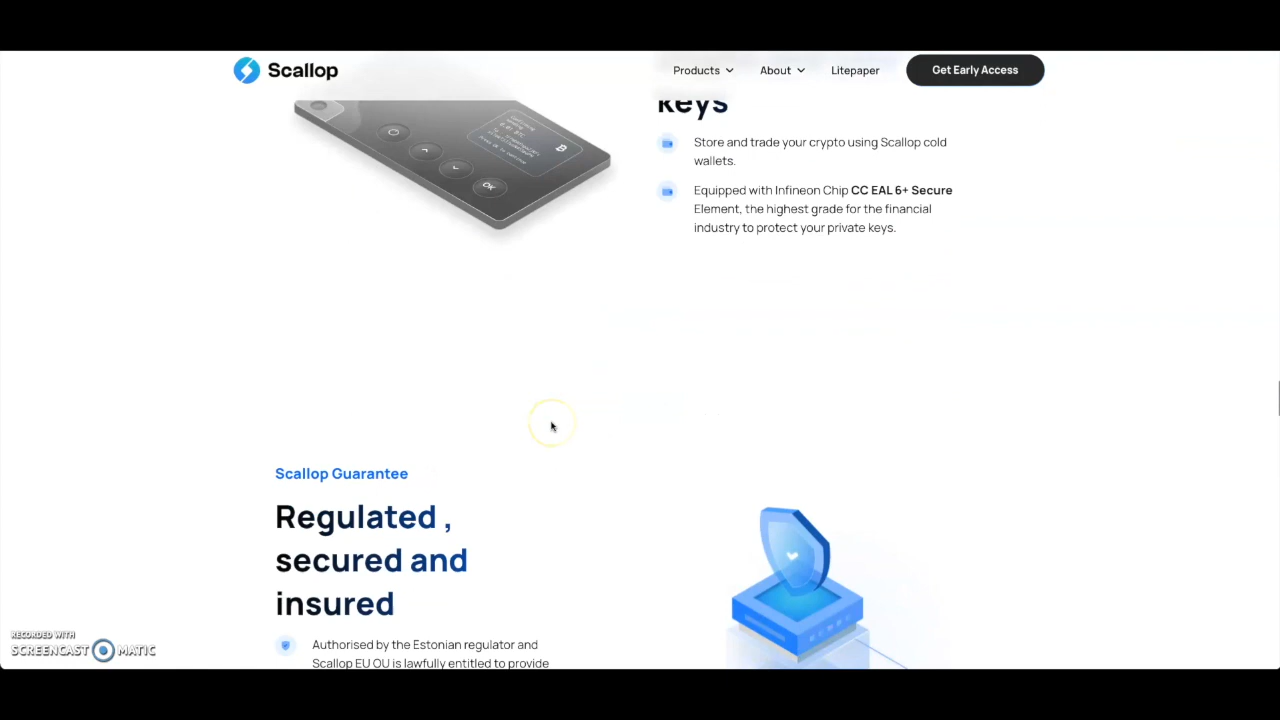 Scallop
Products
About
Litepaper
Get Early Access
keys
OK
Store and trade your crypto using Scallop cold
wallets.
Equipped with Infineon Chip CC EAL 6+ Secure
Element, the highest grade for the financial
industry to protect your private keys.
Scallop Guarantee
Regulated ,
secured and
insured
Authorised by the Estonian regulator and
Scallop EU OU is lawfully entitled to provide
RECORDED WITH
SCREENCAST MATIC